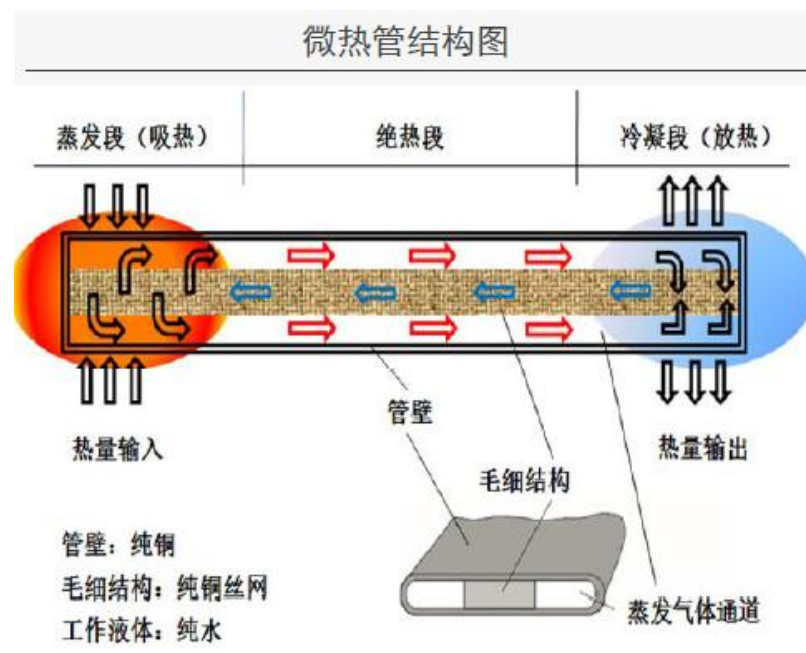 微热管结构图
蒸发段（吸热）
绝热段
冷凝段（放热）
热量输入
管壁
毛细结构
热量输出
管壁：纯铜
毛细结构：纯铜丝网
工作液体：纯水
蒸发气体通道